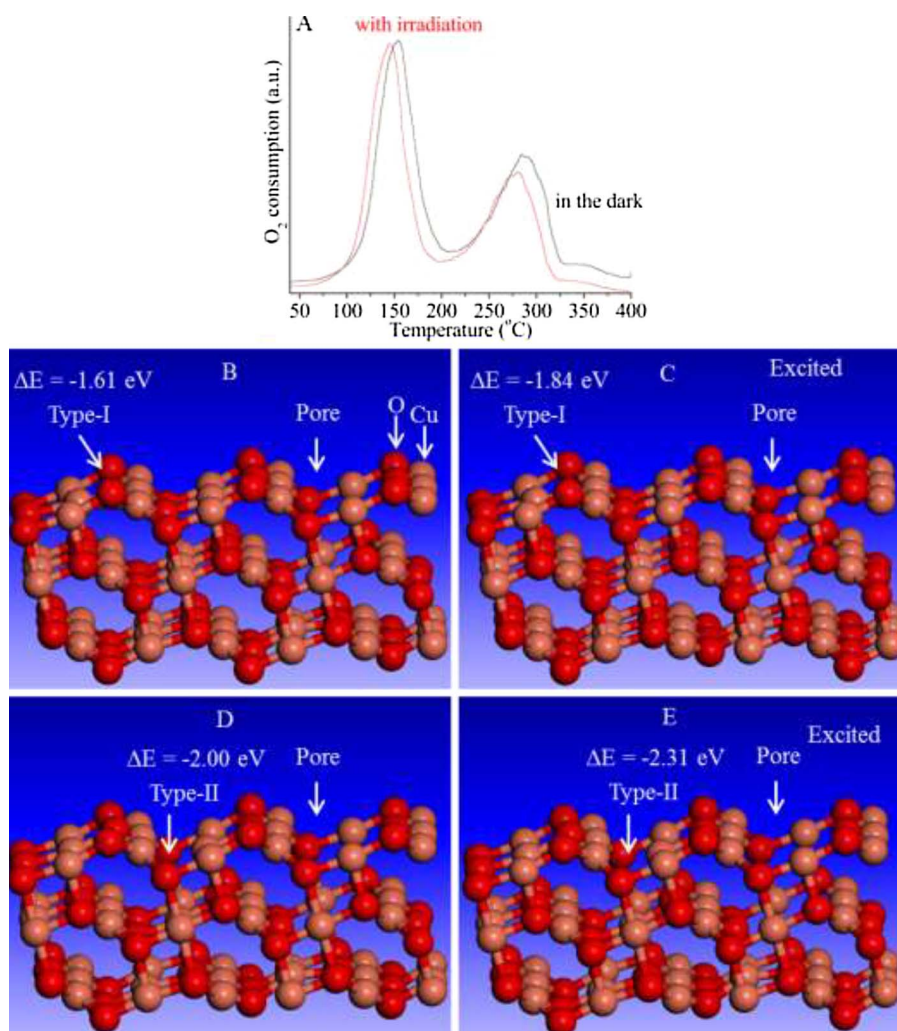 A
with irradiation
O₂ consumption (a.u.)
in the dark
50 100 150 200 250 300 350 400
Temperature (°C)
ΔE = -1.61 eV
B
Type-I
Pore
O
Cu
ΔE = -1.84 eV
C
Excited
Type-I
Pore
D
ΔE = -2.00 eV
Pore
Type-II
E
Excited
ΔE = -2.31 eV
Pore
Type-II